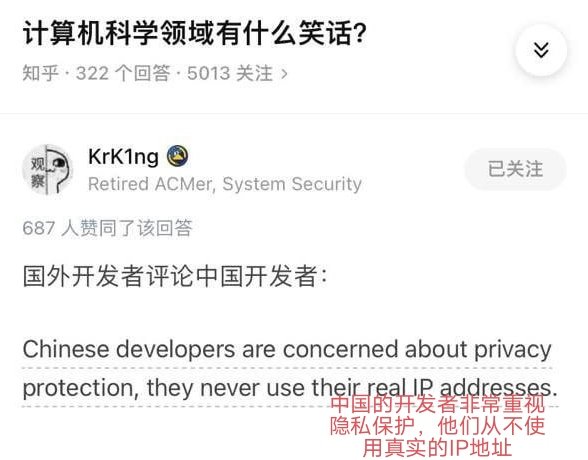 计算机科学领域有什么笑话?
知乎 · 322 个回答 · 5013 关注 >
观
察
KrK1ng
已关注
Retired ACMer, System Security
687 人赞同了该回答
国外开发者评论中国开发者：
Chinese developers are concerned about privacy
protection, they never use their real IP addresses.
中国的开发者非常重视
隐私保护，他们从不使
用真实的IP地址